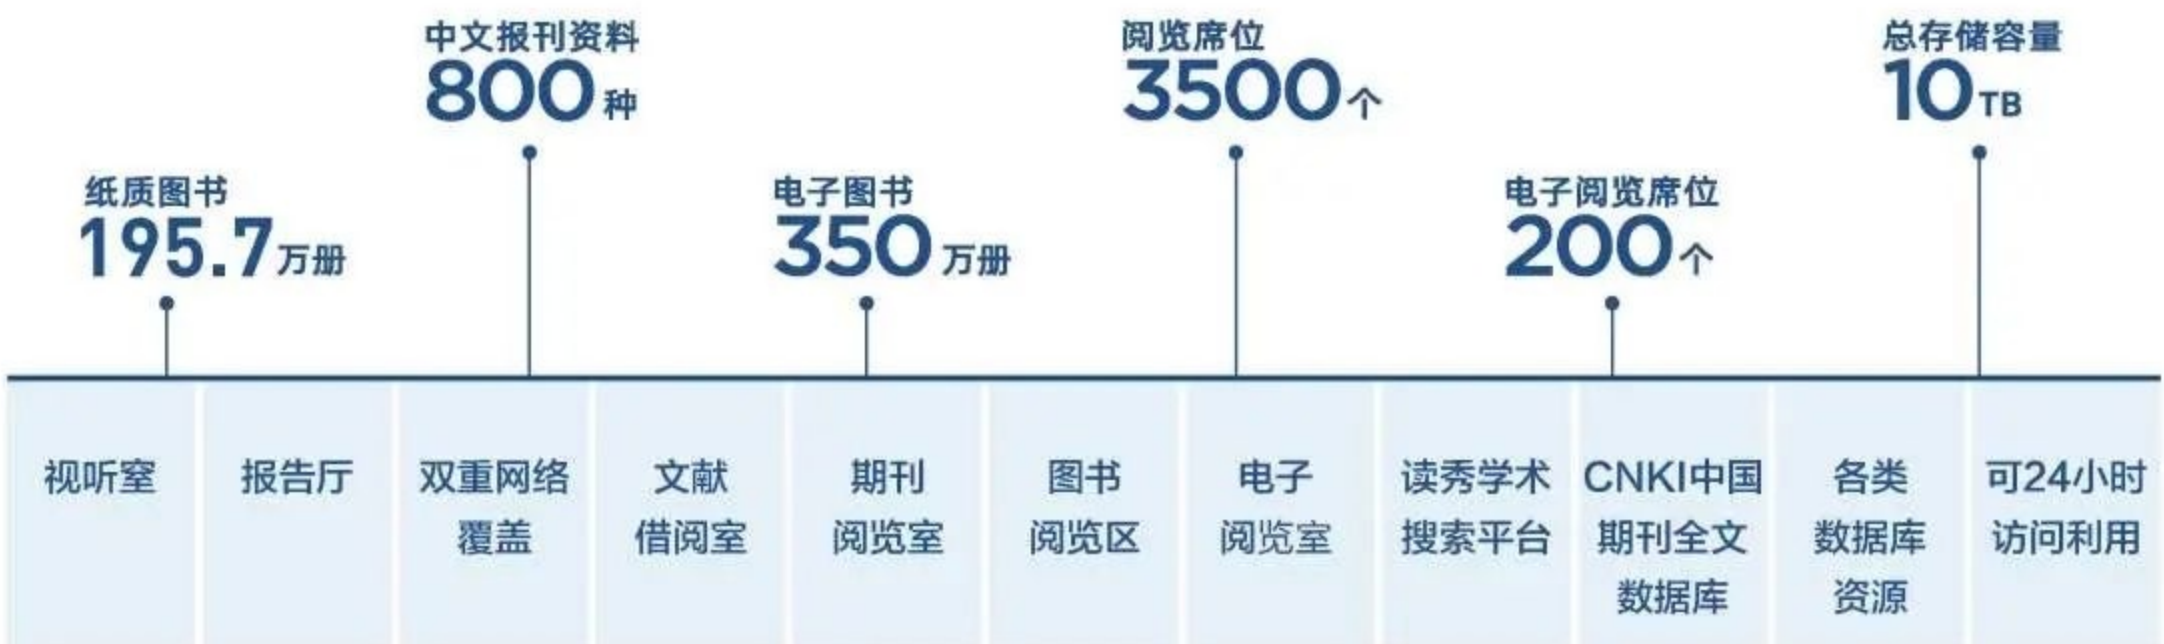 中文报刊资料
800种
阅览席位
3500个
总存储容量
10TB
纸质图书
195.7万册
电子图书
350万册
电子阅览席位
200个
视听室
报告厅
双重网络
覆盖
文献
借阅室
期刊
阅览室
图书
阅览区
电子
阅览室
读秀学术
搜索平台
CNKI中国
期刊全文
数据库
各类
数据库
资源
可24小时
访问利用